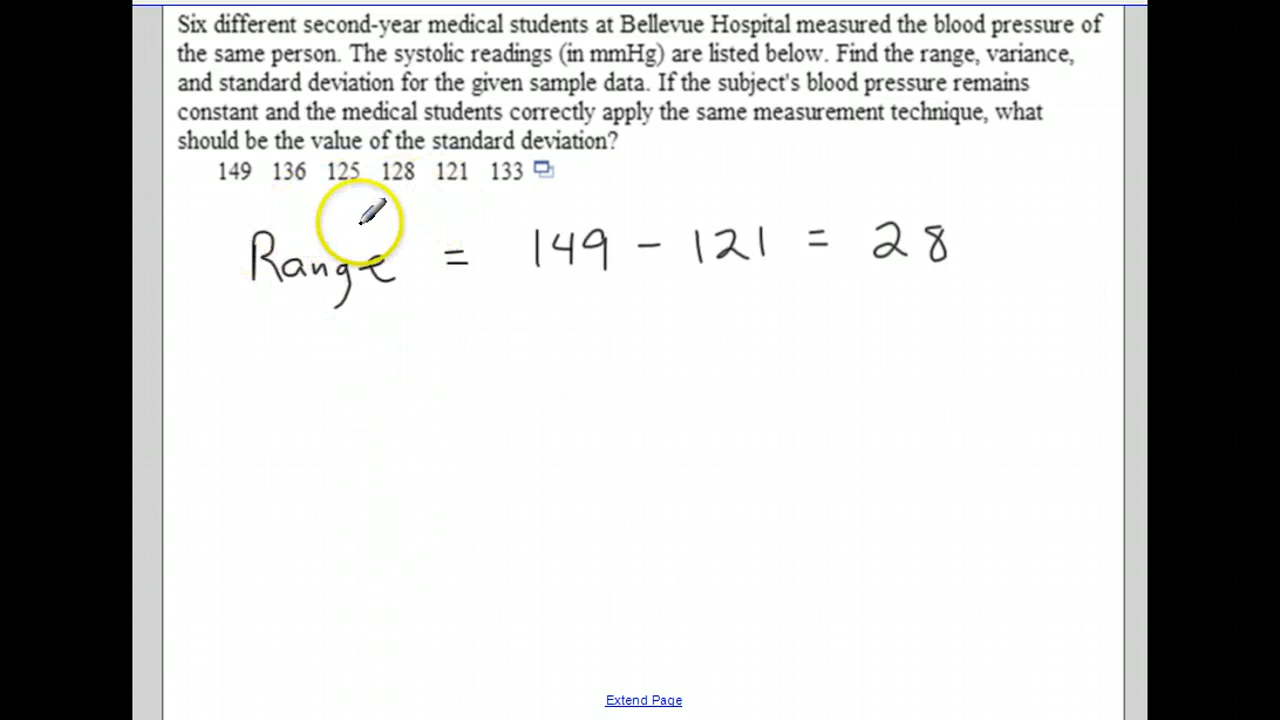 Six different second-year medical students at Bellevue Hospital measured the blood pressure of
the same person. The systolic readings (in mmHg) are listed below. Find the range, variance,
and standard deviation for the given sample data. If the subject's blood pressure remains
constant and the medical students correctly apply the same measurement technique, what
should be the value of the standard deviation?
149 136 125 128 121 133
Range = 149 - 121 = 28
Extend Page